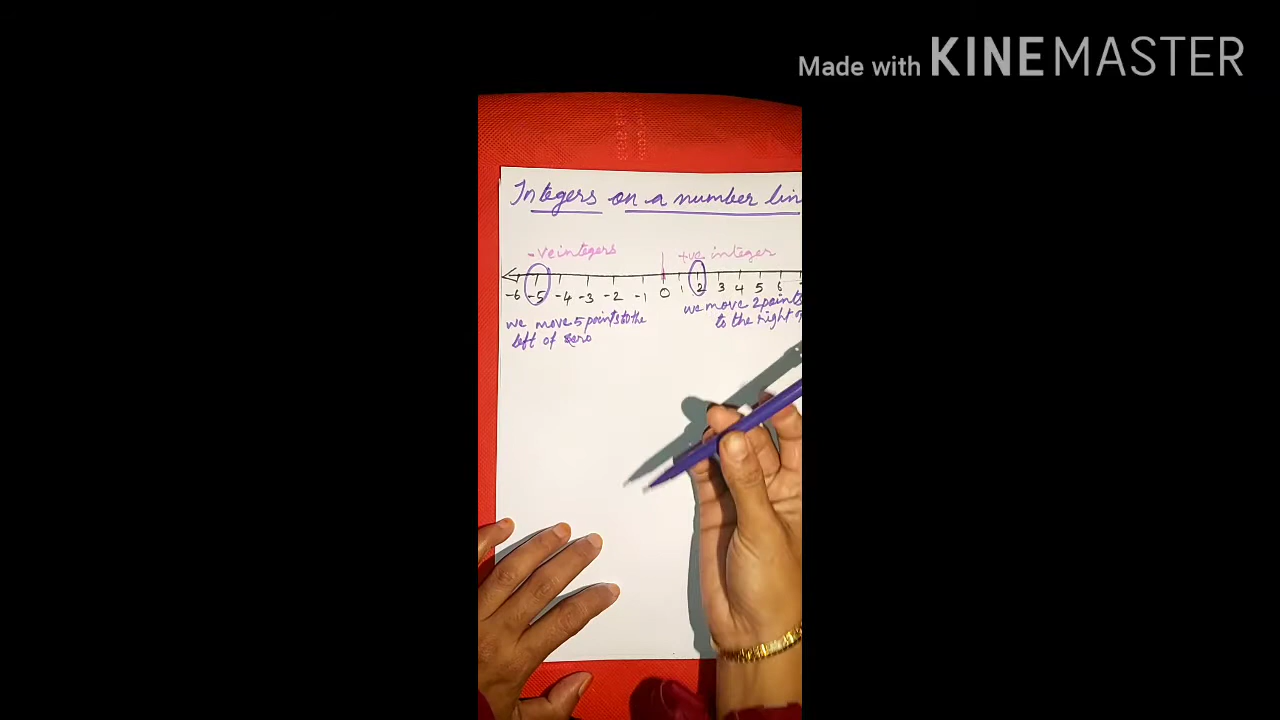 Made with KINEMASTER
Integers on a number lin
-ve integers +ve integer
-6 -5 -4 -3 -2 -1 0 1 2 3 4 5 6
we move 5 points to the
left of zero
we move 2 points
to the right of